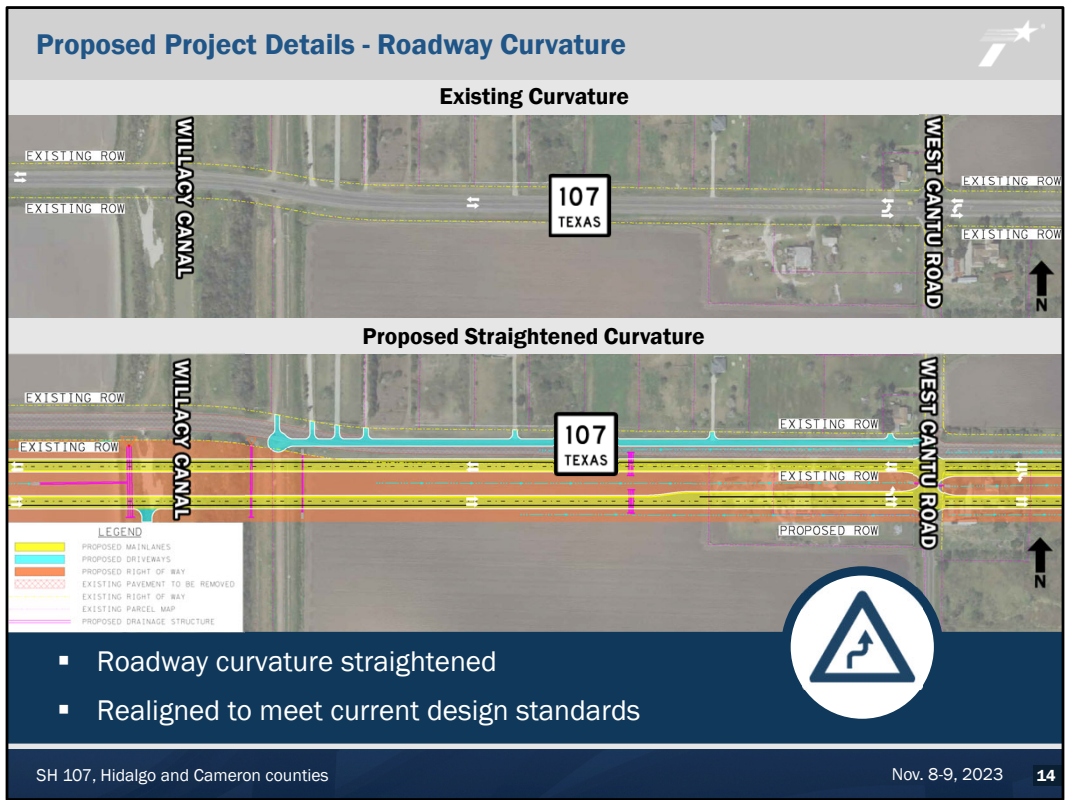 Proposed Project Details - Roadway Curvature
Existing Curvature
EXISTING ROW
EXISTING ROW
WILLACY CANAL
107
TEXAS
WEST CANTU ROAD
EXISTING ROW
EXISTING ROW
N
Proposed Straightened Curvature
EXISTING ROW
EXISTING ROW
WILLACY CANAL
107
TEXAS
EXISTING ROW
EXISTING ROW
PROPOSED ROW
WEST CANTU ROAD
N
LEGEND
PROPOSED MAINLANES
PROPOSED DRIVEWAYS
PROPOSED RIGHT OF WAY
EXISTING PAVEMENT TO BE REMOVED
EXISTING RIGHT OF WAY
EXISTING PARCEL MAP
PROPOSED DRAINAGE STRUCTURE
▪ Roadway curvature straightened
▪ Realigned to meet current design standards
SH 107, Hidalgo and Cameron counties
Nov. 8-9, 2023
14